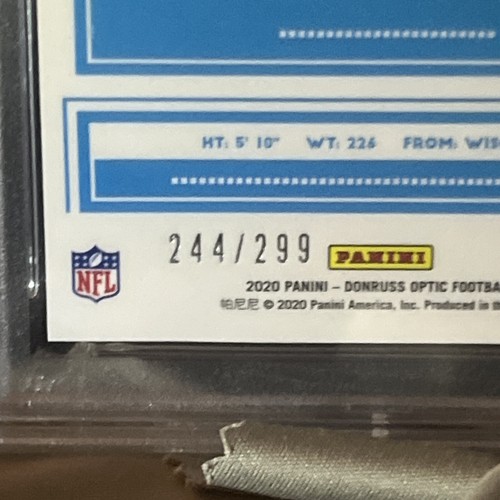 HT: 5' 10" WT: 226 FROM: WIS
244/299 PANINI
NFL
2020 PANINI – DONRUSS OPTIC FOOTBA
帕尼尼 © 2020 Panini America, Inc. Produced in